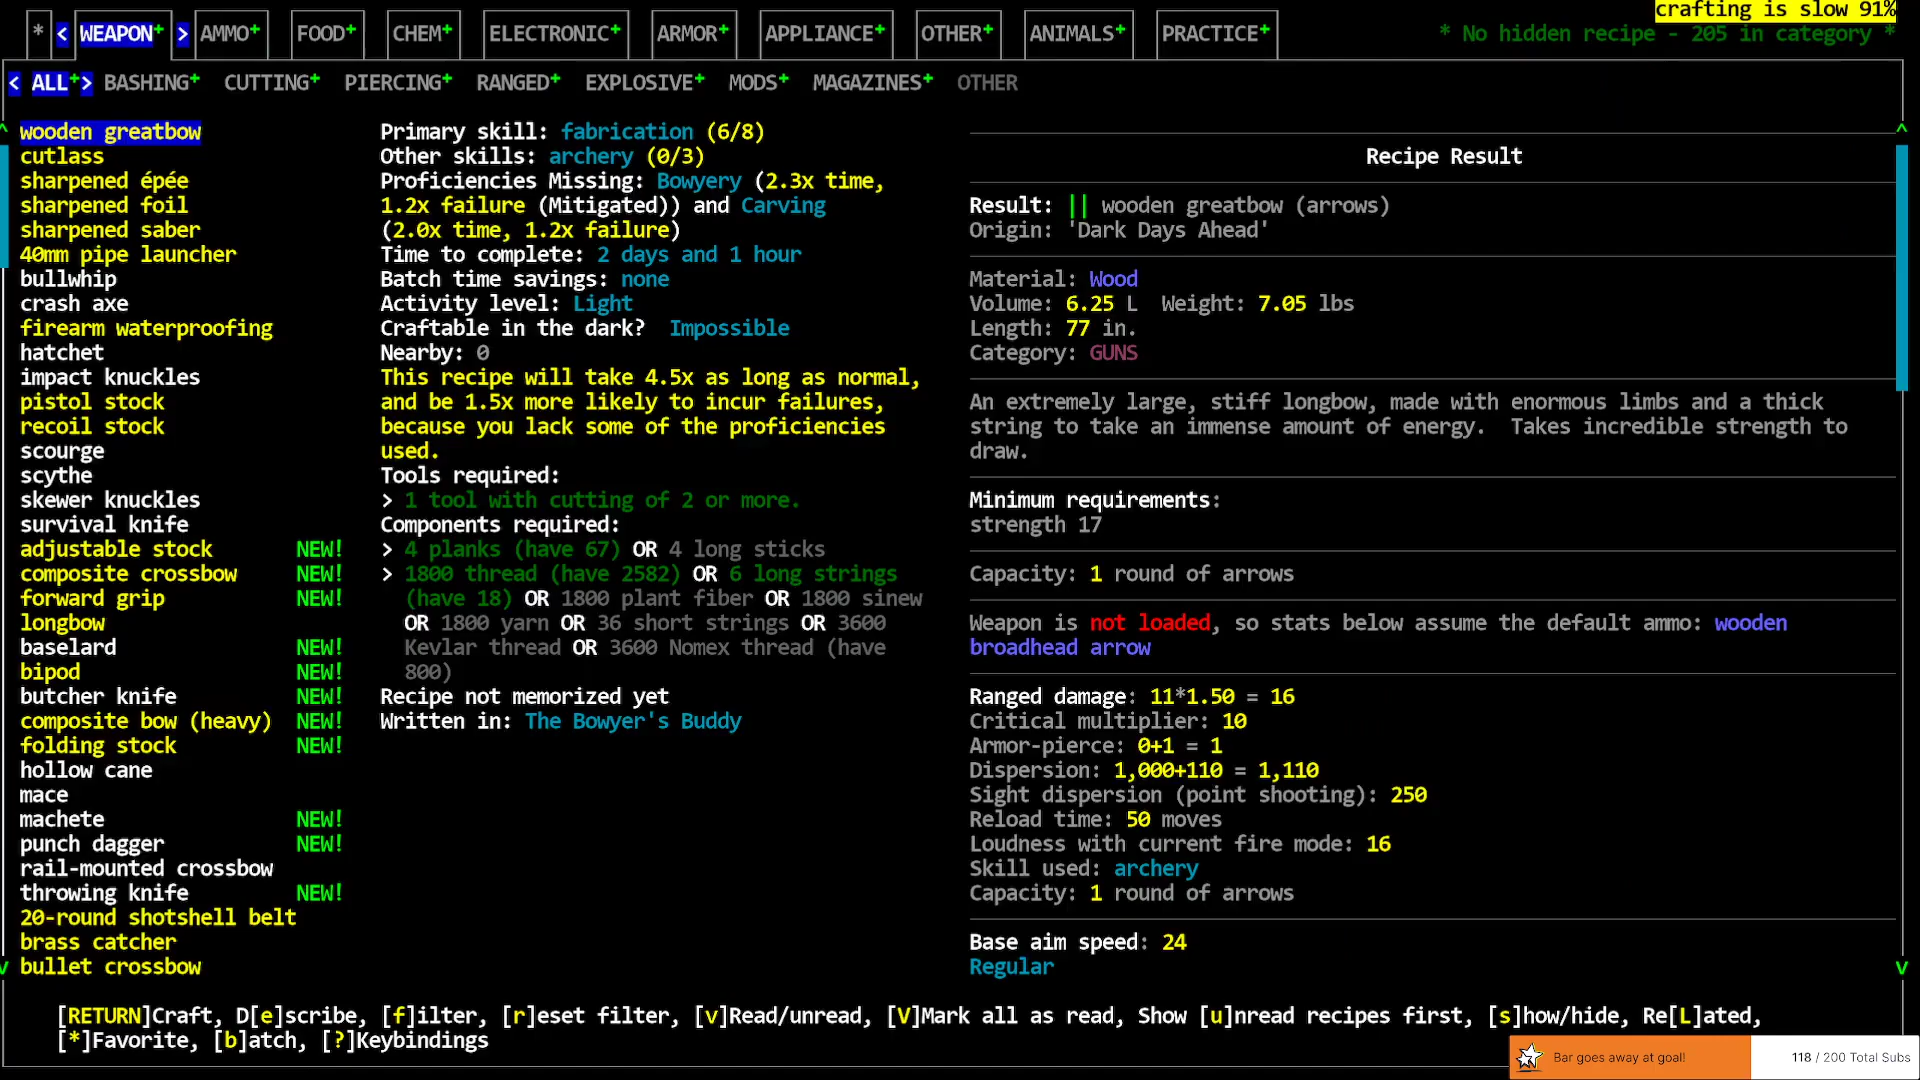 crafting is slow 91%
* < WEAPON+ > AMMO+ FOOD+ CHEM+ ELECTRONIC+ ARMOR+ APPLIANCE+ OTHER+ ANIMALS+ PRACTICE+ * No hidden recipe - 205 in category *
< ALL+> BASHING+ CUTTING+ PIERCING+ RANGED+ EXPLOSIVE+ MODS+ MAGAZINES+ OTHER
wooden greatbow
cutlass
sharpened épée
sharpened foil
sharpened saber
40mm pipe launcher
bullwhip
crash axe
firearm waterproofing
hatchet
impact knuckles
pistol stock
recoil stock
scourge
scythe
skewer knuckles
survival knife
adjustable stock NEW!
composite crossbow NEW!
forward grip NEW!
longbow
baselard NEW!
bipod NEW!
butcher knife NEW!
composite bow (heavy) NEW!
folding stock NEW!
hollow cane
mace
machete NEW!
punch dagger NEW!
rail-mounted crossbow
throwing knife NEW!
20-round shotshell belt
brass catcher
bullet crossbow
Primary skill: fabrication (6/8)
Other skills: archery (0/3)
Proficiencies Missing: Bowyery (2.3x time,
1.2x failure (Mitigated)) and Carving
(2.0x time, 1.2x failure)
Time to complete: 2 days and 1 hour
Batch time savings: none
Activity level: Light
Craftable in the dark? Impossible
Nearby: 0
This recipe will take 4.5x as long as normal,
and be 1.5x more likely to incur failures,
because you lack some of the proficiencies
used.
Tools required:
> 1 tool with cutting of 2 or more.
Components required:
> 4 planks (have 67) OR 4 long sticks
> 1800 thread (have 2582) OR 6 long strings
(have 18) OR 1800 plant fiber OR 1800 sinew
OR 1800 yarn OR 36 short strings OR 3600
Kevlar thread OR 3600 Nomex thread (have
800)
Recipe not memorized yet
Written in: The Bowyer's Buddy
Recipe Result
Result: || wooden greatbow (arrows)
Origin: 'Dark Days Ahead'
Material: Wood
Volume: 6.25 L Weight: 7.05 lbs
Length: 77 in.
Category: GUNS
An extremely large, stiff longbow, made with enormous limbs and a thick
string to take an immense amount of energy. Takes incredible strength to
draw.
Minimum requirements:
strength 17
Capacity: 1 round of arrows
Weapon is not loaded, so stats below assume the default ammo: wooden
broadhead arrow
Ranged damage: 11*1.50 = 16
Critical multiplier: 10
Armor-pierce: 0+1 = 1
Dispersion: 1,000+110 = 1,110
Sight dispersion (point shooting): 250
Reload time: 50 moves
Loudness with current fire mode: 16
Skill used: archery
Capacity: 1 round of arrows
Base aim speed: 24
Regular
[RETURN]Craft, D[e]scribe, [f]ilter, [r]eset filter, [v]Read/unread, [V]Mark all as read, Show [u]nread recipes first, [s]how/hide, Re[L]ated,
[*]Favorite, [b]atch, [?]Keybindings
Bar goes away at goal! 118 / 200 Total Subs